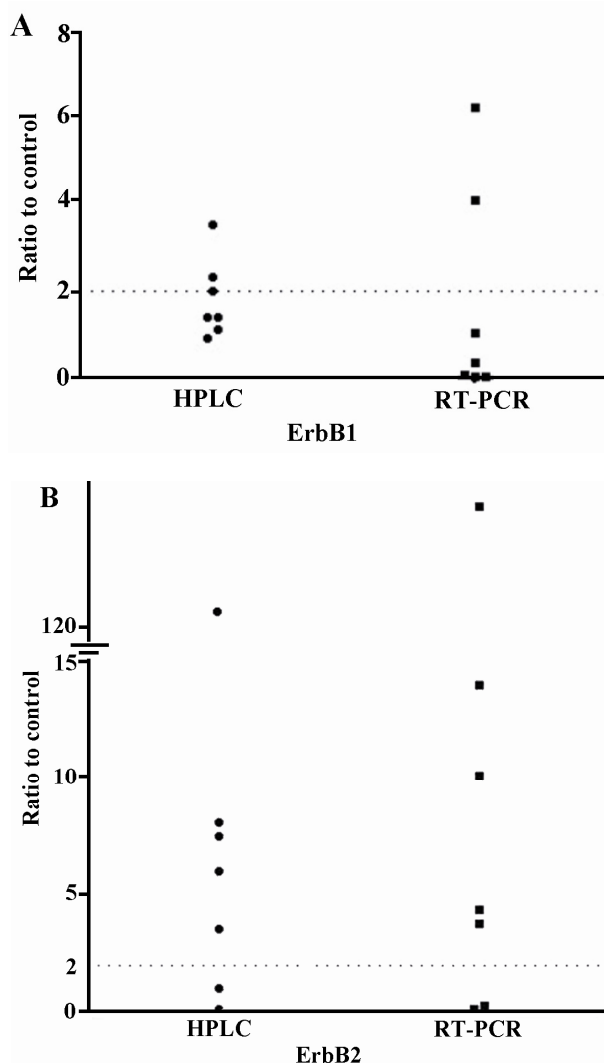 A
8
6
4
2
0
Ratio to control
HPLC RT-PCR
ErbB1
B
120
15
10
5
2
0
Ratio to control
HPLC RT-PCR
ErbB2